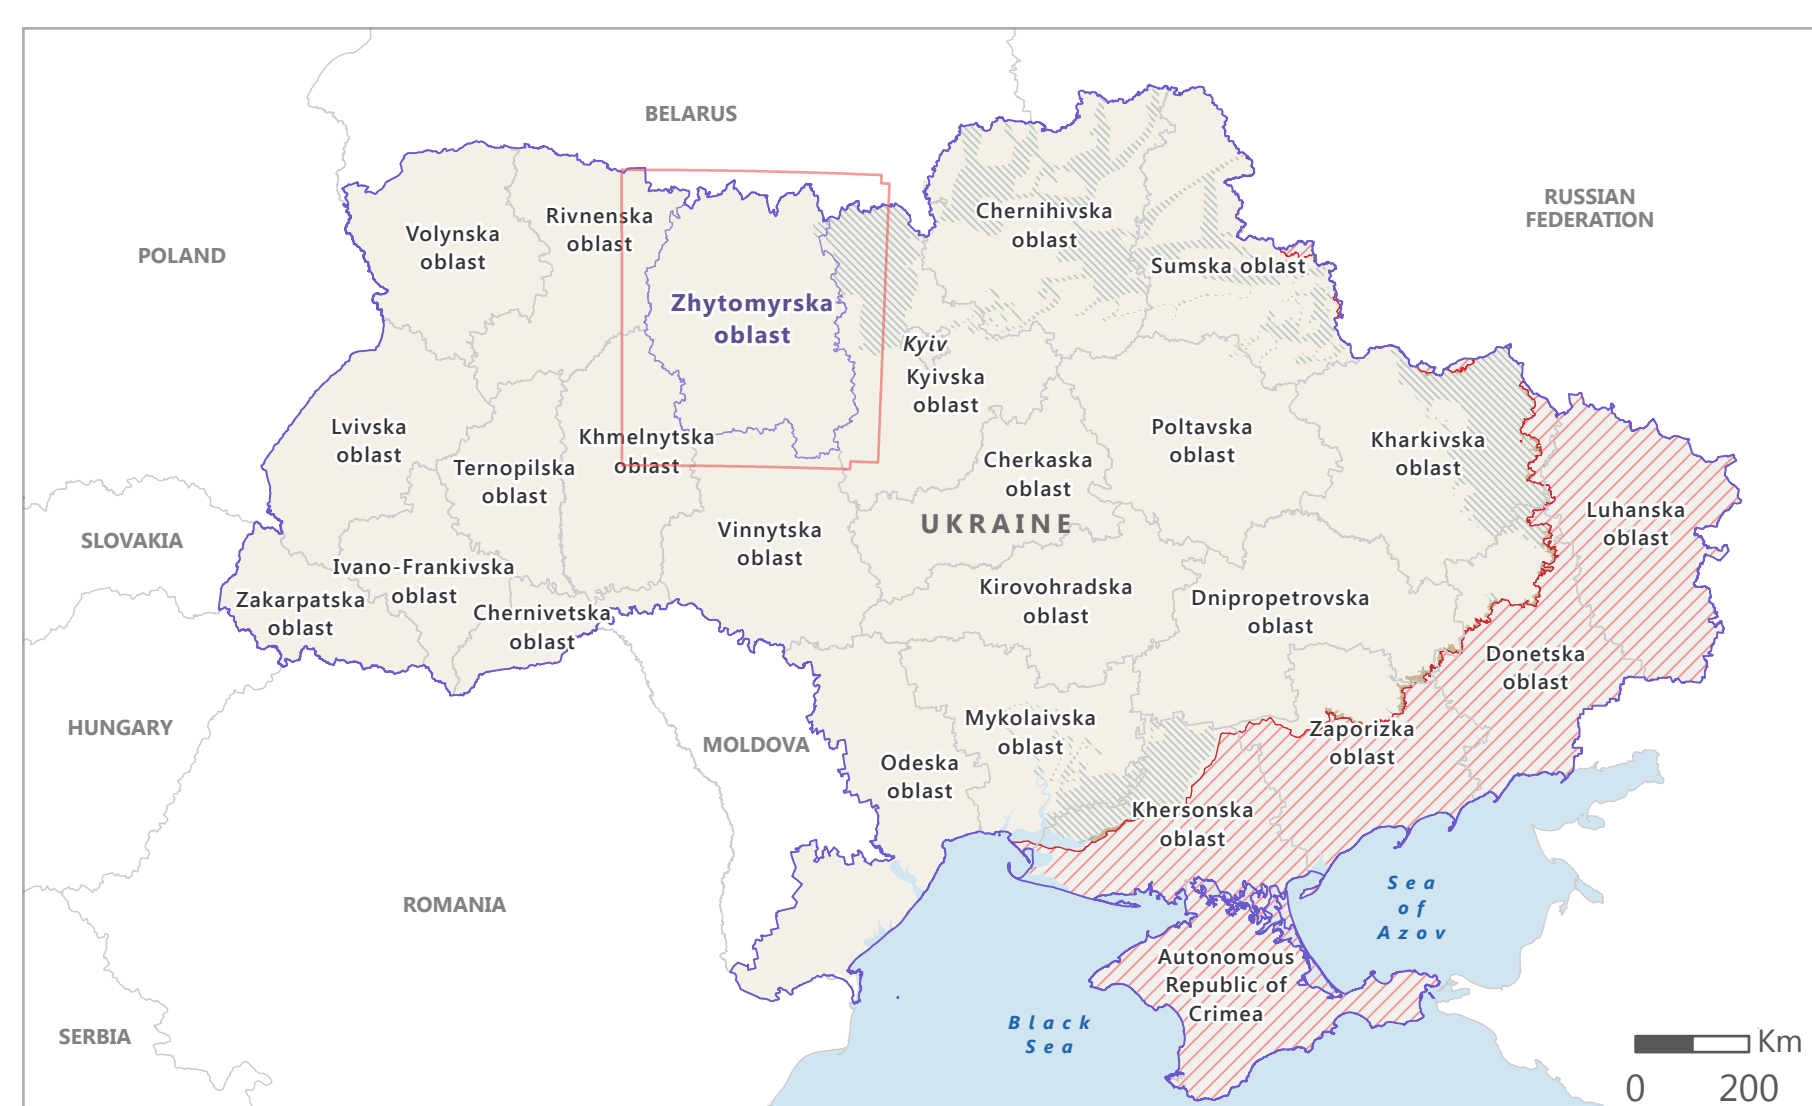 BELARUS
RUSSIAN
FEDERATION
POLAND
Volynska
oblast
Rivnenska
oblast
Chernihivska
oblast
Sumska oblast
Zhytomyrska
oblast
Kyiv
Kyivska
oblast
Lvivska
oblast
Ternopilska
oblast
Khmelnytska
oblast
Cherkaska
oblast
Poltavska
oblast
Kharkivska
oblast
Luhanska
oblast
UKRAINE
Vinnytska
oblast
SLOVAKIA
Ivano-Frankivska
oblast
Zakarpatska
oblast
Chernivetska
oblast
Kirovohradska
oblast
Dnipropetrovska
oblast
Donetska
oblast
HUNGARY
MOLDOVA
Mykolaivska
oblast
Zaporizka
oblast
Odeska
oblast
Khersonska
oblast
ROMANIA
Sea
of
Azov
Autonomous
Republic of
Crimea
Black
Sea
SERBIA
Km
0 200